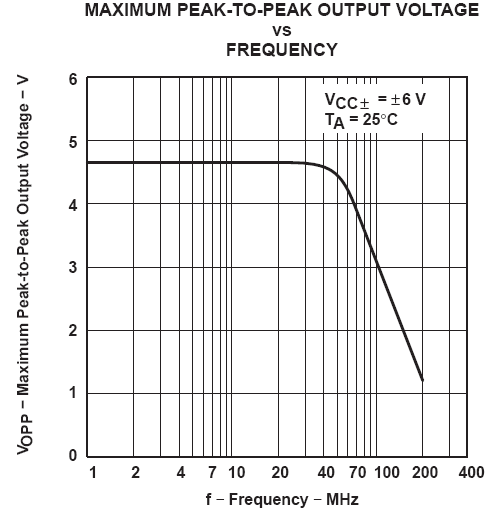 MAXIMUM PEAK-TO-PEAK OUTPUT VOLTAGE
vs
FREQUENCY
VCC± = ±6 V
TA = 25°C
VOPP – Maximum Peak-to-Peak Output Voltage – V
6
5
4
3
2
1
0
1 2 4 7 10 20 40 70 100 200 400
f – Frequency – MHz